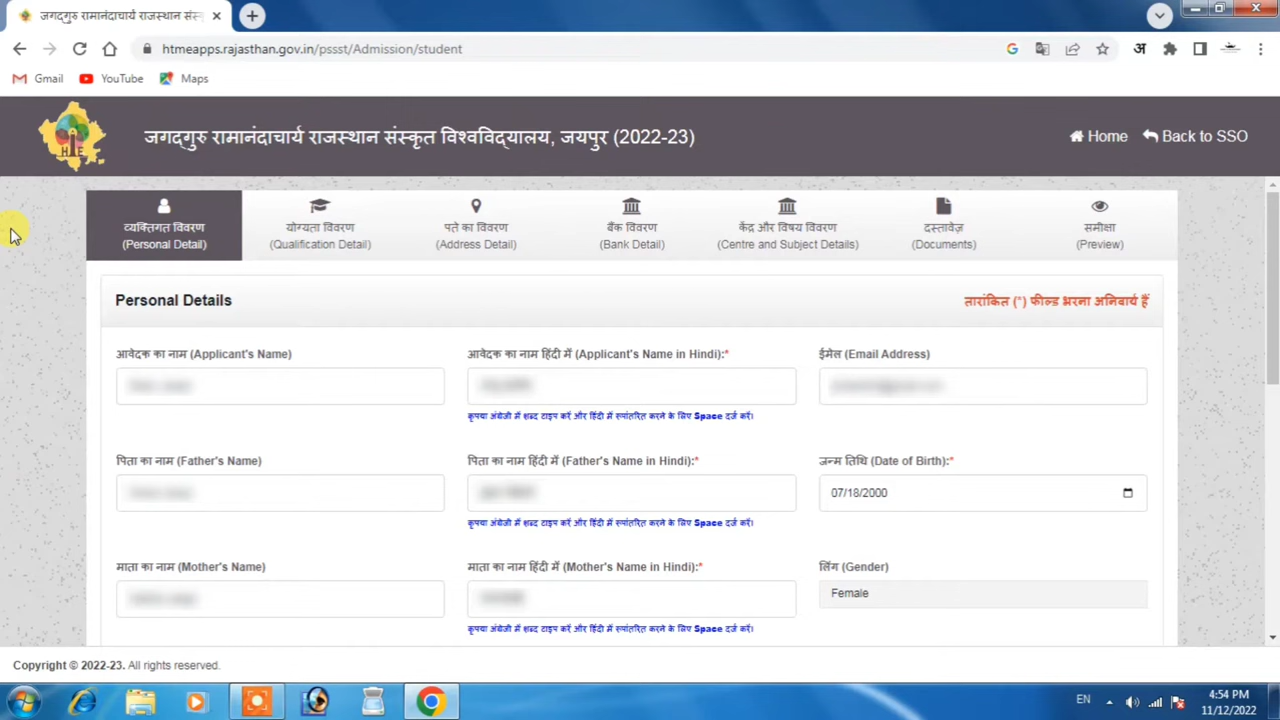 जगद्गुरु रामानंदाचार्य राजस्थान संस्
htmeapps.rajasthan.gov.in/pssst/Admission/student
अ
Gmail YouTube Maps
HTE
जगद्गुरु रामानंदाचार्य राजस्थान संस्कृत विश्वविद्यालय, जयपुर (2022-23)
Home Back to SSO
व्यक्तिगत विवरण
(Personal Detail)
योग्यता विवरण
(Qualification Detail)
पते का विवरण
(Address Detail)
बैंक विवरण
(Bank Detail)
केंद्र और विषय विवरण
(Centre and Subject Details)
दस्तावेज़
(Documents)
समीक्षा
(Preview)
Personal Details
तारांकित (*) फील्ड भरना अनिवार्य हैं
आवेदक का नाम (Applicant's Name)
आवेदक का नाम हिंदी में (Applicant's Name in Hindi):*
ईमेल (Email Address)
कृपया अंग्रेजी में शब्द टाइप करें और हिंदी में रूपांतरित करने के लिए Space दर्ज करें।
पिता का नाम (Father's Name)
पिता का नाम हिंदी में (Father's Name in Hindi):*
जन्म तिथि (Date of Birth):*
07/18/2000
कृपया अंग्रेजी में शब्द टाइप करें और हिंदी में रूपांतरित करने के लिए Space दर्ज करें।
माता का नाम (Mother's Name)
माता का नाम हिंदी में (Mother's Name in Hindi):*
लिंग (Gender)
Female
कृपया अंग्रेजी में शब्द टाइप करें और हिंदी में रूपांतरित करने के लिए Space दर्ज करें।
Copyright © 2022-23. All rights reserved.
EN
4:54 PM
11/12/2022